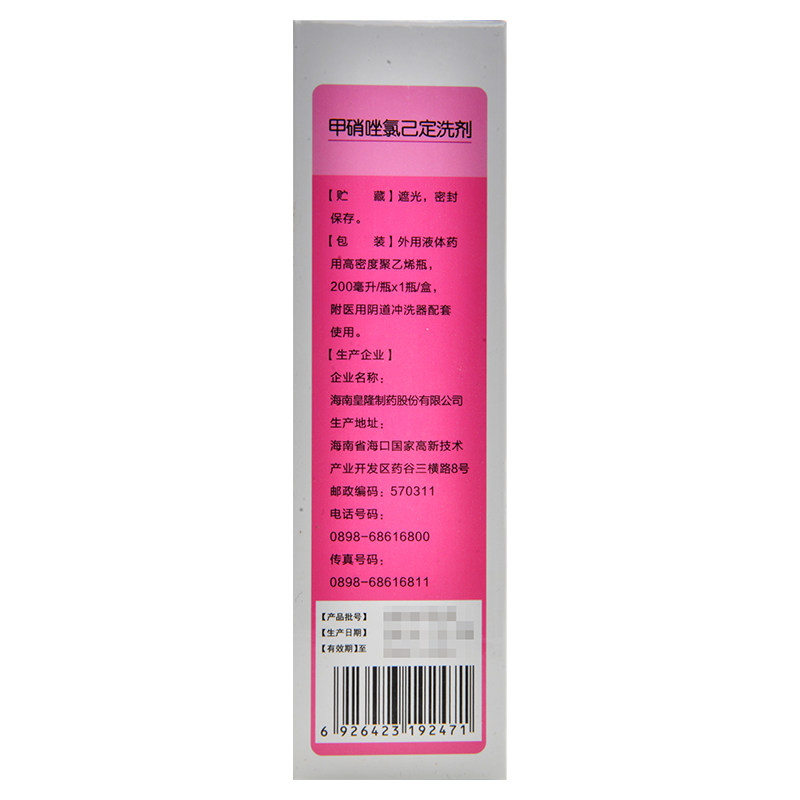 甲硝唑氯己定洗剂
【贮　藏】遮光，密封
保存。
【包　装】外用液体药
用高密度聚乙烯瓶，
200毫升/瓶x1瓶/盒，
附医用阴道冲洗器配套
使用。
【生产企业】
企业名称：
海南皇隆制药股份有限公司
生产地址：
海南省海口国家高新技术
产业开发区药谷三横路8号
邮政编码：570311
电话号码：
0898-68616800
传真号码：
0898-68616811
【产品批号】
【生产日期】
【有效期】至
6 926423 192471